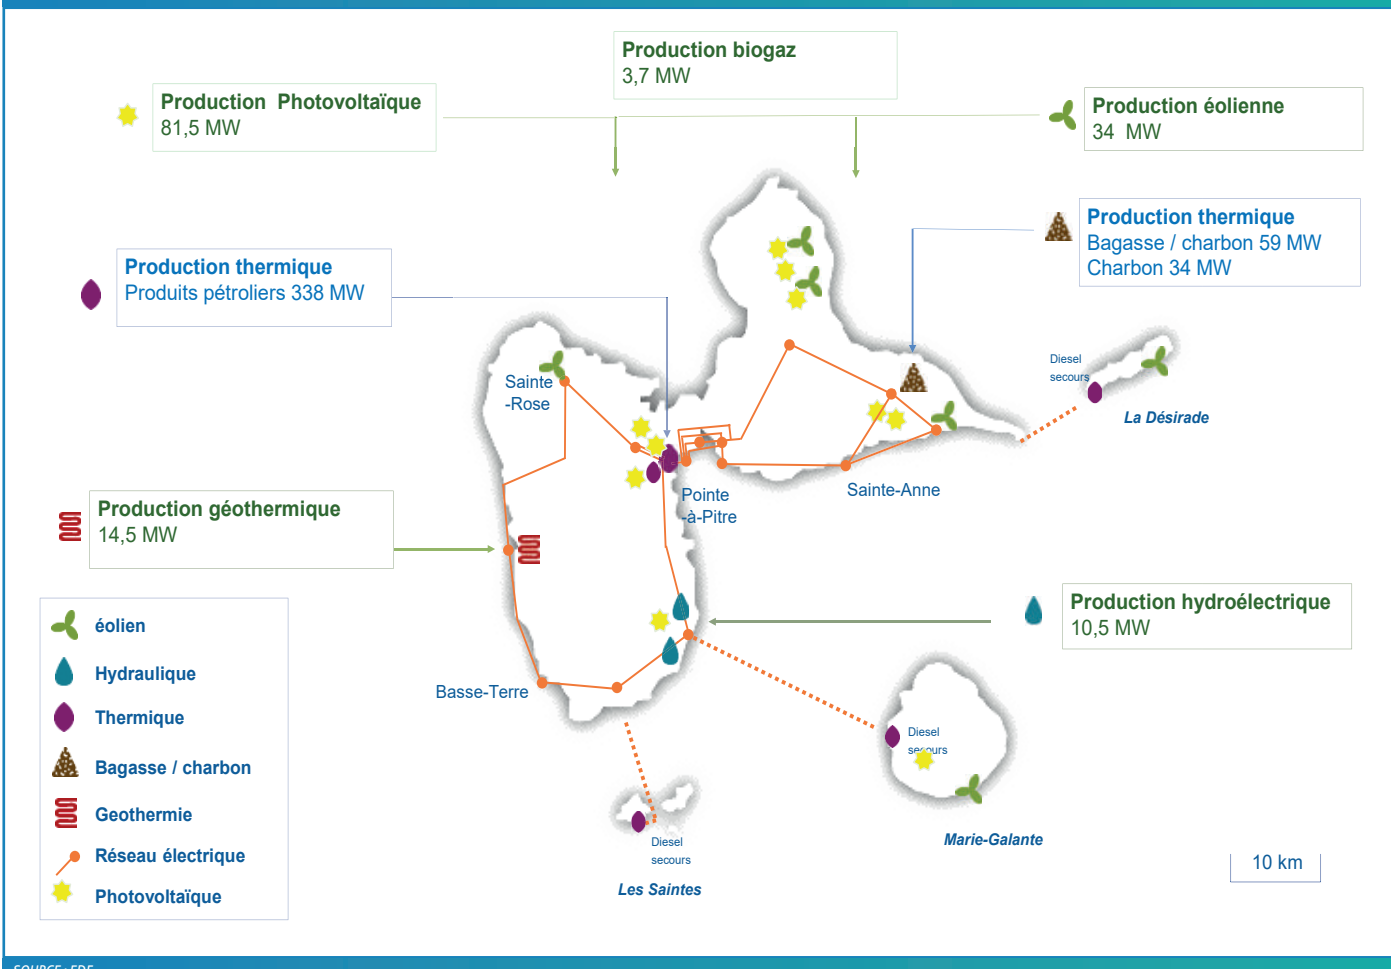 Production biogaz
3,7 MW
Production Photovoltaïque
81,5 MW
Production éolienne
34 MW
Production thermique
Bagasse / charbon 59 MW
Charbon 34 MW
Production thermique
Produits pétroliers 338 MW
Diesel
secours
La Désirade
Sainte
-Rose
Sainte-Anne
Pointe
-à-Pitre
Production géothermique
14,5 MW
Production hydroélectrique
10,5 MW
éolien
Hydraulique
Thermique
Bagasse / charbon
Geothermie
Réseau électrique
Photovoltaïque
Basse-Terre
Diesel
secours
Marie-Galante
Diesel
secours
Les Saintes
10 km
SOURCE : EDF